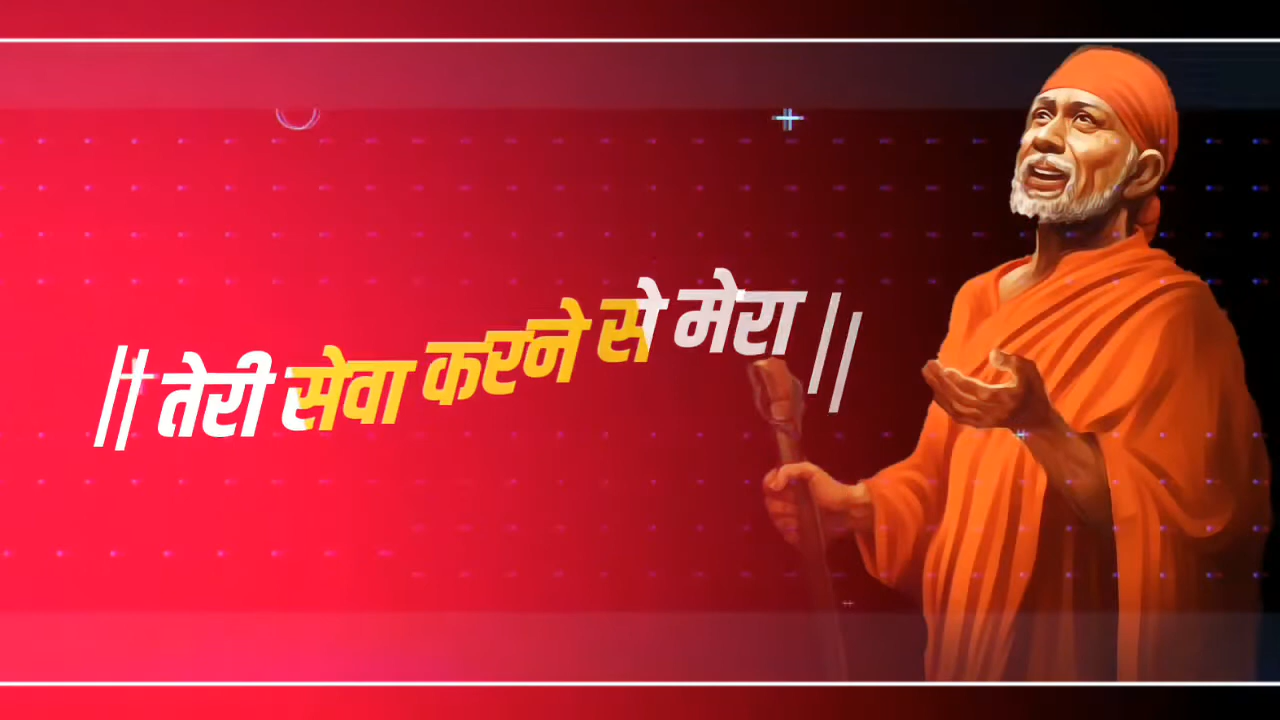 || तेरी सेवा करने से मेरा ||